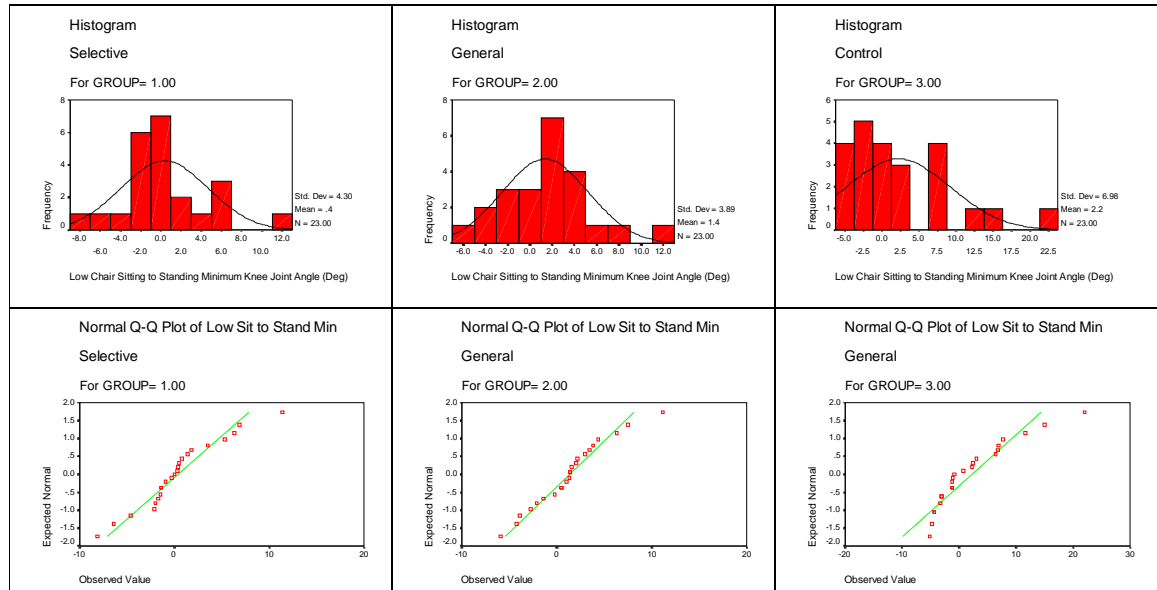 Histogram
Selective
For GROUP= 1.00
Frequency
8
6
4
2
0
-8.0 -4.0 0.0 4.0 8.0 12.0
-6.0 -2.0 2.0 6.0 10.0
Std. Dev = 4.30
Mean = .4
N = 23.00
Low Chair Sitting to Standing Minimum Knee Joint Angle (Deg)
Histogram
General
For GROUP= 2.00
Frequency
8
6
4
2
0
-6.0 -4.0 -2.0 0.0 2.0 4.0 6.0 8.0 10.0 12.0
Std. Dev = 3.89
Mean = 1.4
N = 23.00
Low Chair Sitting to Standing Minimum Knee Joint Angle (Deg)
Histogram
Control
For GROUP= 3.00
Frequency
6
5
4
3
2
1
0
-5.0 0.0 5.0 10.0 15.0 20.0
-2.5 2.5 7.5 12.5 17.5 22.5
Std. Dev = 6.98
Mean = 2.2
N = 23.00
Low Chair Sitting to Standing Minimum Knee Joint Angle (Deg)
Normal Q-Q Plot of Low Sit to Stand Min
Selective
For GROUP= 1.00
Expected Normal
2.0
1.5
1.0
.5
0.0
-.5
-1.0
-1.5
-2.0
-10 0 10 20
Observed Value
Normal Q-Q Plot of Low Sit to Stand Min
General
For GROUP= 2.00
Expected Normal
2.0
1.5
1.0
.5
0.0
-.5
-1.0
-1.5
-2.0
-10 0 10 20
Observed Value
Normal Q-Q Plot of Low Sit to Stand Min
General
For GROUP= 3.00
Expected Normal
2.0
1.5
1.0
.5
0.0
-.5
-1.0
-1.5
-2.0
-20 -10 0 10 20 30
Observed Value